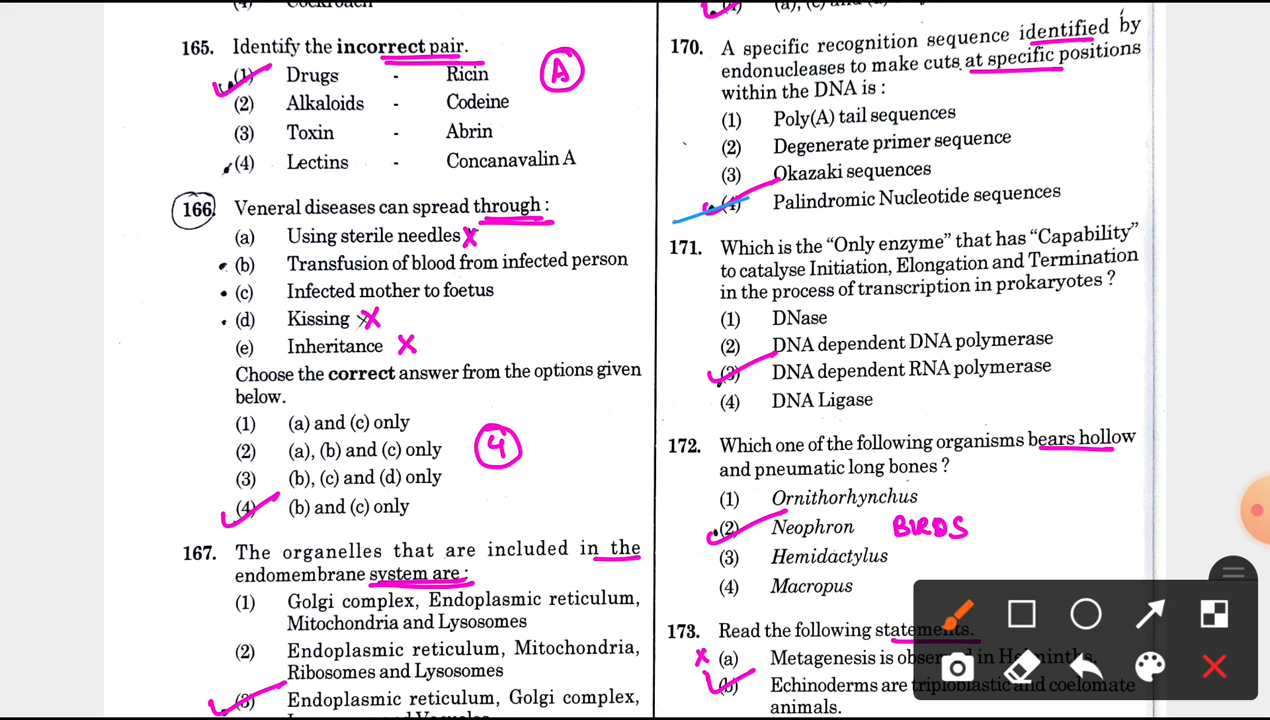 (4) Cockroach
165. Identify the incorrect pair.
(1) Drugs - Ricin
A
(2) Alkaloids - Codeine
(3) Toxin - Abrin
(4) Lectins - Concanavalin A
166. Veneral diseases can spread through :
(a) Using sterile needles x
(b) Transfusion of blood from infected person
(c) Infected mother to foetus
(d) Kissing x
(e) Inheritance x
Choose the correct answer from the options given
below.
(1) (a) and (c) only
(2) (a), (b) and (c) only
4
(3) (b), (c) and (d) only
(4) (b) and (c) only
167. The organelles that are included in the
endomembrane system are :
(1) Golgi complex, Endoplasmic reticulum,
Mitochondria and Lysosomes
(2) Endoplasmic reticulum, Mitochondria,
Ribosomes and Lysosomes
(3) Endoplasmic reticulum, Golgi complex,
170. A specific recognition sequence identified by
endonucleases to make cuts at specific positions
within the DNA is :
(1) Poly(A) tail sequences
(2) Degenerate primer sequence
(3) Okazaki sequences
(4) Palindromic Nucleotide sequences
171. Which is the “Only enzyme” that has “Capability”
to catalyse Initiation, Elongation and Termination
in the process of transcription in prokaryotes ?
(1) DNase
(2) DNA dependent DNA polymerase
(3) DNA dependent RNA polymerase
(4) DNA Ligase
172. Which one of the following organisms bears hollow
and pneumatic long bones ?
(1) Ornithorhynchus
(2) Neophron BIRDS
(3) Hemidactylus
(4) Macropus
173. Read the following statements.
x (a) Metagenesis is observed in Helminths.
(b) Echinoderms are triploblastic and coelomate
animals.